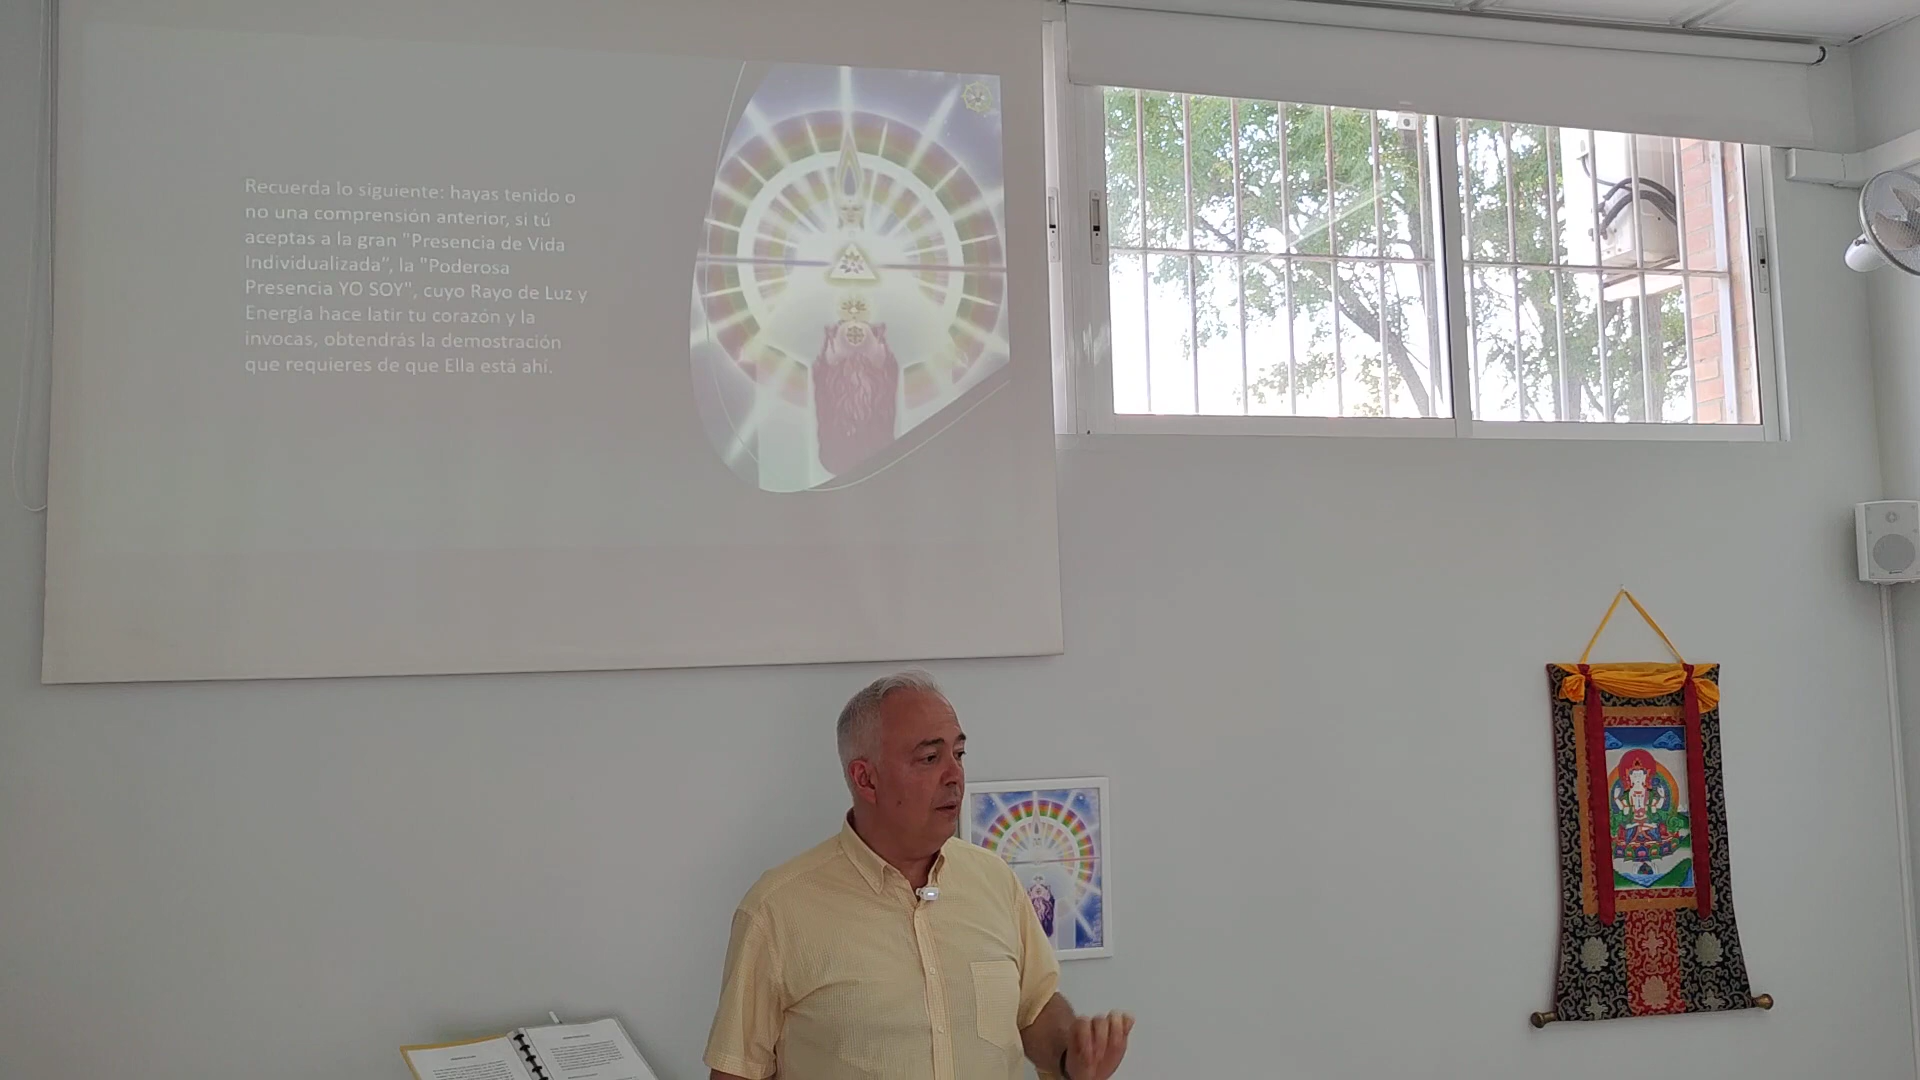 Recuerda lo siguiente: hayas tenido o
no una comprensión anterior, si tú
aceptas a la gran "Presencia de Vida
Individualizada", la "Poderosa
Presencia YO SOY", cuyo Rayo de Luz y
Energía hace latir tu corazón y la
invocas, obtendrás la demostración
que requieres de que Ella está ahí.